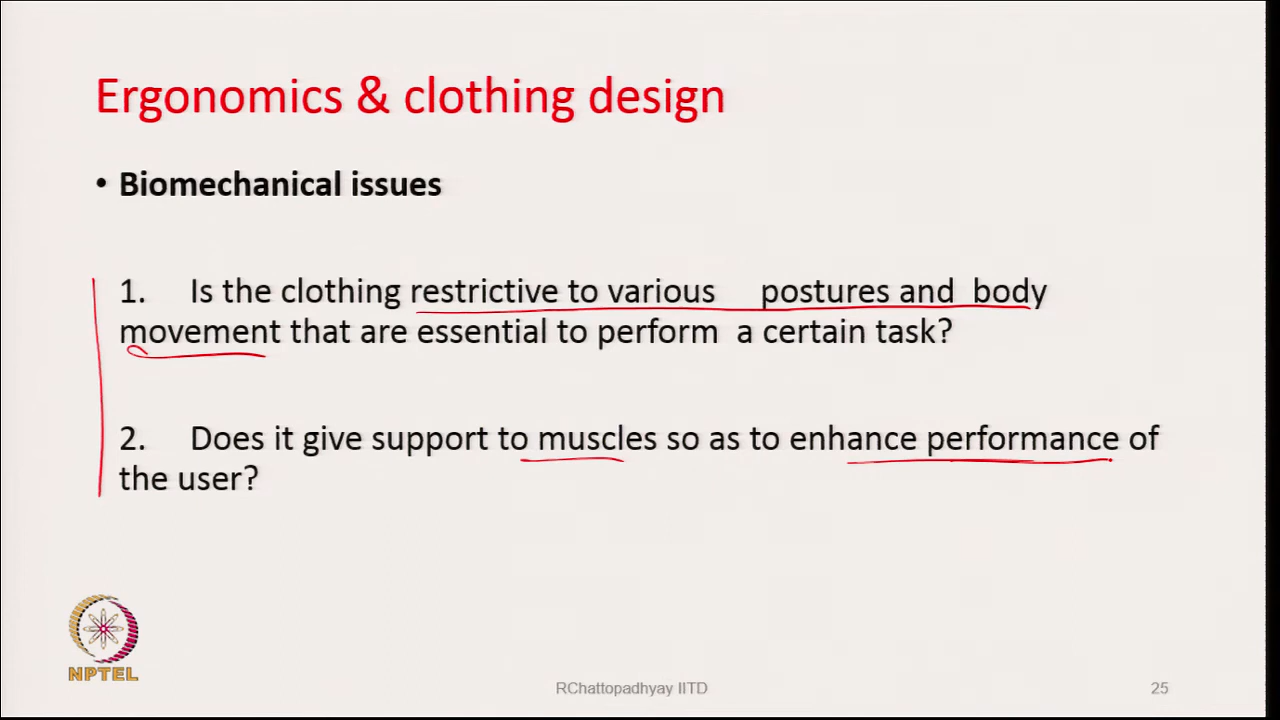 Ergonomics & clothing design
• Biomechanical issues
1. Is the clothing restrictive to various postures and body
movement that are essential to perform a certain task?
2. Does it give support to muscles so as to enhance performance of
the user?
NPTEL
RChattopadhyay IITD
25